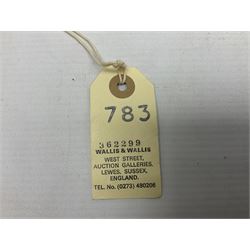 783
362299
WALLIS & WALLIS
WEST STREET,
AUCTION GALLERIES,
LEWES, SUSSEX,
ENGLAND.
TEL. No. (0273) 480208